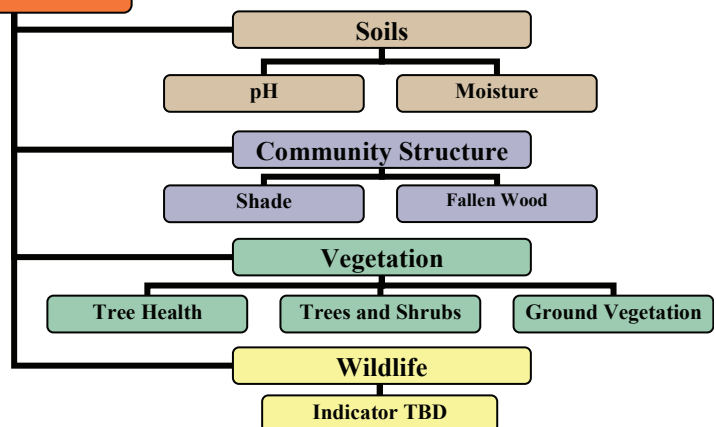 Soils
pH
Moisture
Community Structure
Shade
Fallen Wood
Vegetation
Tree Health
Trees and Shrubs
Ground Vegetation
Wildlife
Indicator TBD